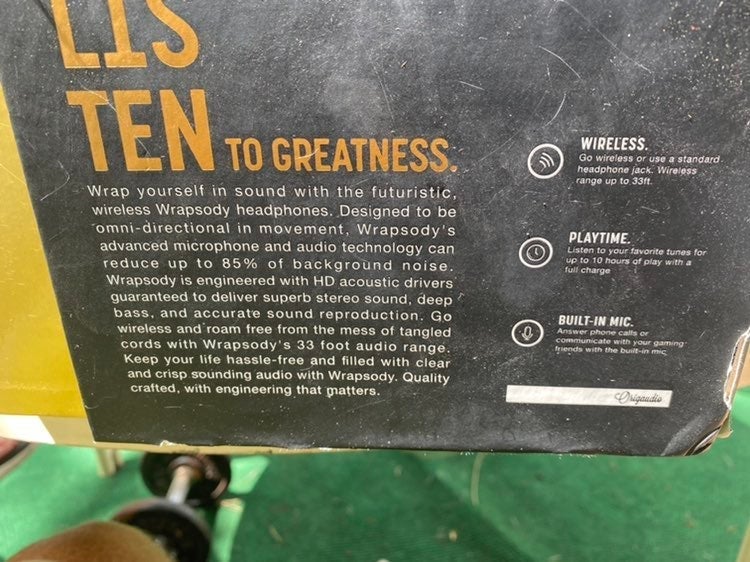 LIS
TEN TO GREATNESS.
Wrap yourself in sound with the futuristic,
wireless Wrapsody headphones. Designed to be
omni-directional in movement, Wrapsody's
advanced microphone and audio technology can
reduce up to 85% of background noise.
Wrapsody is engineered with HD acoustic drivers
guaranteed to deliver superb stereo sound, deep
bass, and accurate sound reproduction. Go
wireless and roam free from the mess of tangled
cords with Wrapsody's 33 foot audio range.
Keep your life hassle-free and filled with clear
and crisp sounding audio with Wrapsody. Quality
crafted, with engineering that matters.
WIRELESS.
Go wireless or use a standard
headphone jack. Wireless
range up to 33ft.
PLAYTIME.
Listen to your favorite tunes for
up to 10 hours of play with a
full charge
BUILT-IN MIC.
Answer phone calls or
communicate with your gaming
friends with the built-in mic
Origaudio